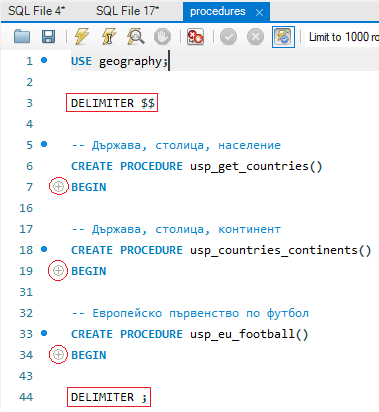 SQL File 4*
SQL File 17*
procedures
Limit to 1000 ro
1 USE geography;
2
3 DELIMITER $$
4
5 -- Държава, столица, население
6 CREATE PROCEDURE usp_get_countries()
7 BEGIN
16
17 -- Държава, столица, континент
18 CREATE PROCEDURE usp_countries_continents()
19 BEGIN
31
32 -- Европейско първенство по футбол
33 CREATE PROCEDURE usp_eu_football()
34 BEGIN
43
44 DELIMITER ;